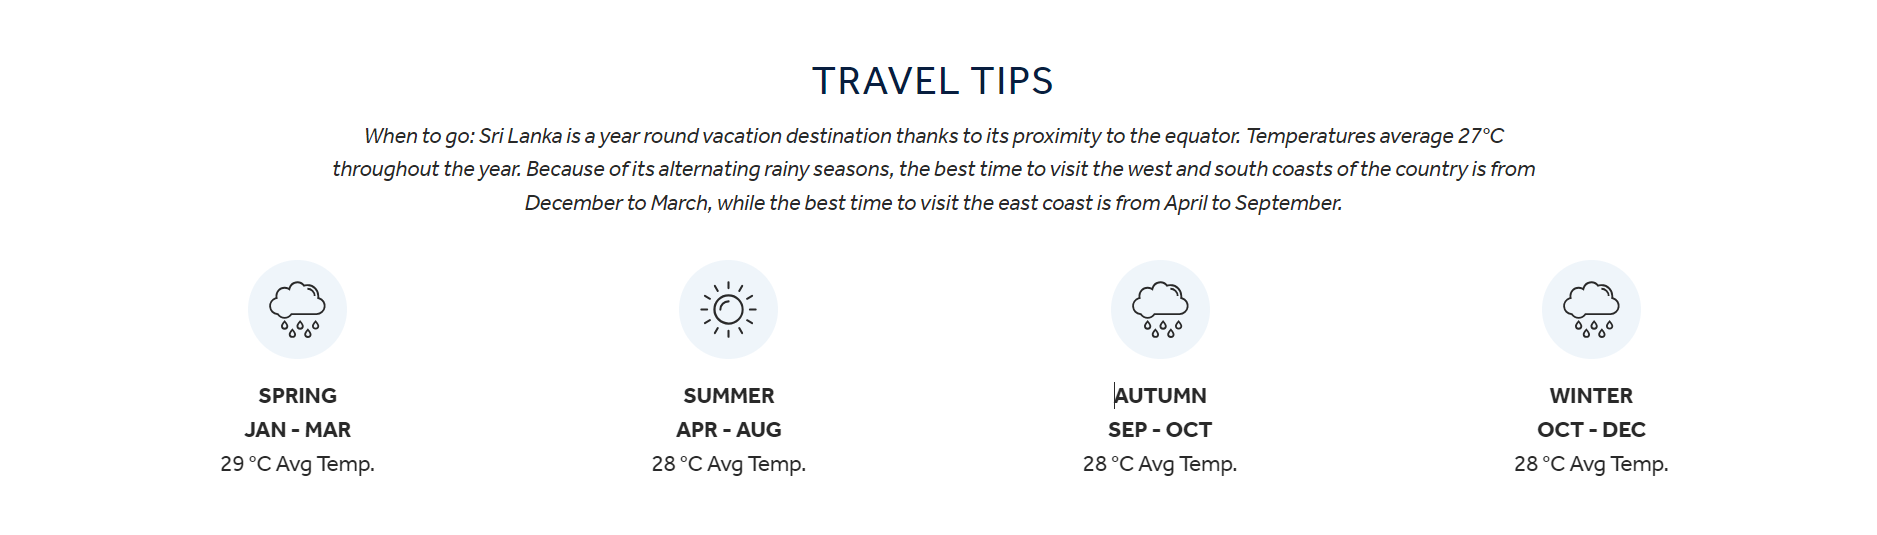 TRAVEL TIPS
When to go: Sri Lanka is a year round vacation destination thanks to its proximity to the equator. Temperatures average 27°C
throughout the year. Because of its alternating rainy seasons, the best time to visit the west and south coasts of the country is from
December to March, while the best time to visit the east coast is from April to September.
SPRING
JAN - MAR
29 °C Avg Temp.
SUMMER
APR - AUG
28 °C Avg Temp.
AUTUMN
SEP - OCT
28 °C Avg Temp.
WINTER
OCT - DEC
28 °C Avg Temp.